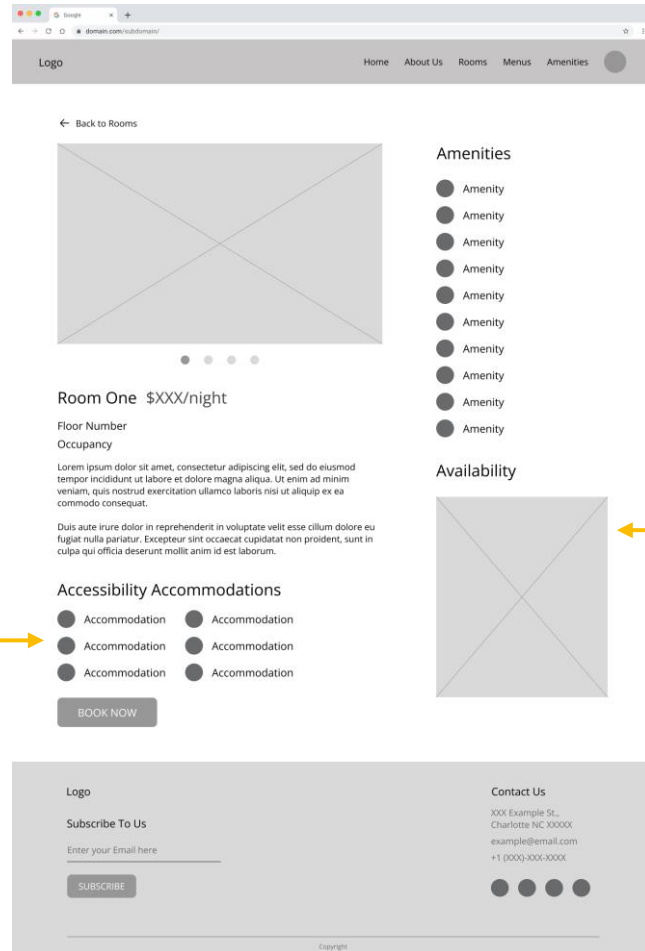 Google
domain.com/subdomain/
Logo
Home About Us Rooms Menus Amenities
Back to Rooms
Room One $XXX/night
Floor Number
Occupancy
Lorem ipsum dolor sit amet, consectetur adipiscing elit, sed do eiusmod
tempor incididunt ut labore et dolore magna aliqua. Ut enim ad minim
veniam, quis nostrud exercitation ullamco laboris nisi ut aliquip ex ea
commodo consequat.
Duis aute irure dolor in reprehenderit in voluptate velit esse cillum dolore eu
fugiat nulla pariatur. Excepteur sint occaecat cupidatat non proident, sunt in
culpa qui officia deserunt mollit anim id est laborum.
Accessibility Accommodations
Accommodation Accommodation
Accommodation Accommodation
Accommodation Accommodation
BOOK NOW
Amenities
Amenity
Amenity
Amenity
Amenity
Amenity
Amenity
Amenity
Amenity
Amenity
Amenity
Availability
Logo
Subscribe To Us
Enter your Email here
SUBSCRIBE
Contact Us
XXX Example St.,
Charlotte NC XXXXX
example@email.com
+1 (XXX)-XXX-XXXX
Copyright